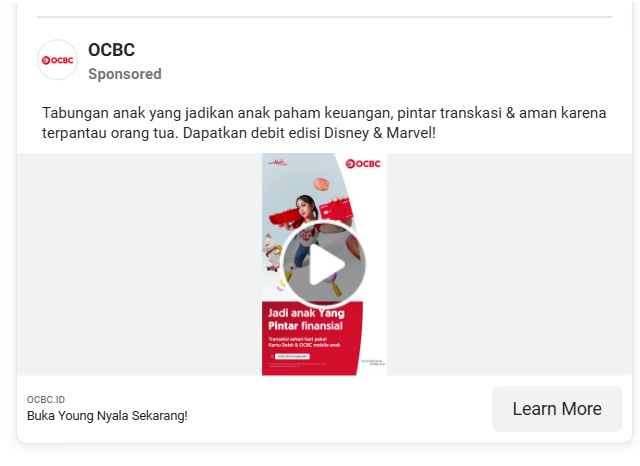 OCBC
OCBC
Sponsored
Tabungan anak yang jadikan anak paham keuangan, pintar transkasi & aman karena
terpantau orang tua. Dapatkan debit edisi Disney & Marvel!
OCBC
Jadi anak Yang
Pintar finansial
Transaksi sehari-hari pakai
Kartu Debit & OCBC mobile anak
OCBC.ID
Buka Young Nyala Sekarang!
Learn More